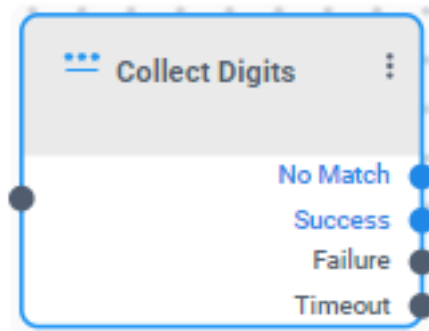 Collect Digits
No Match
Success
Failure
Timeout